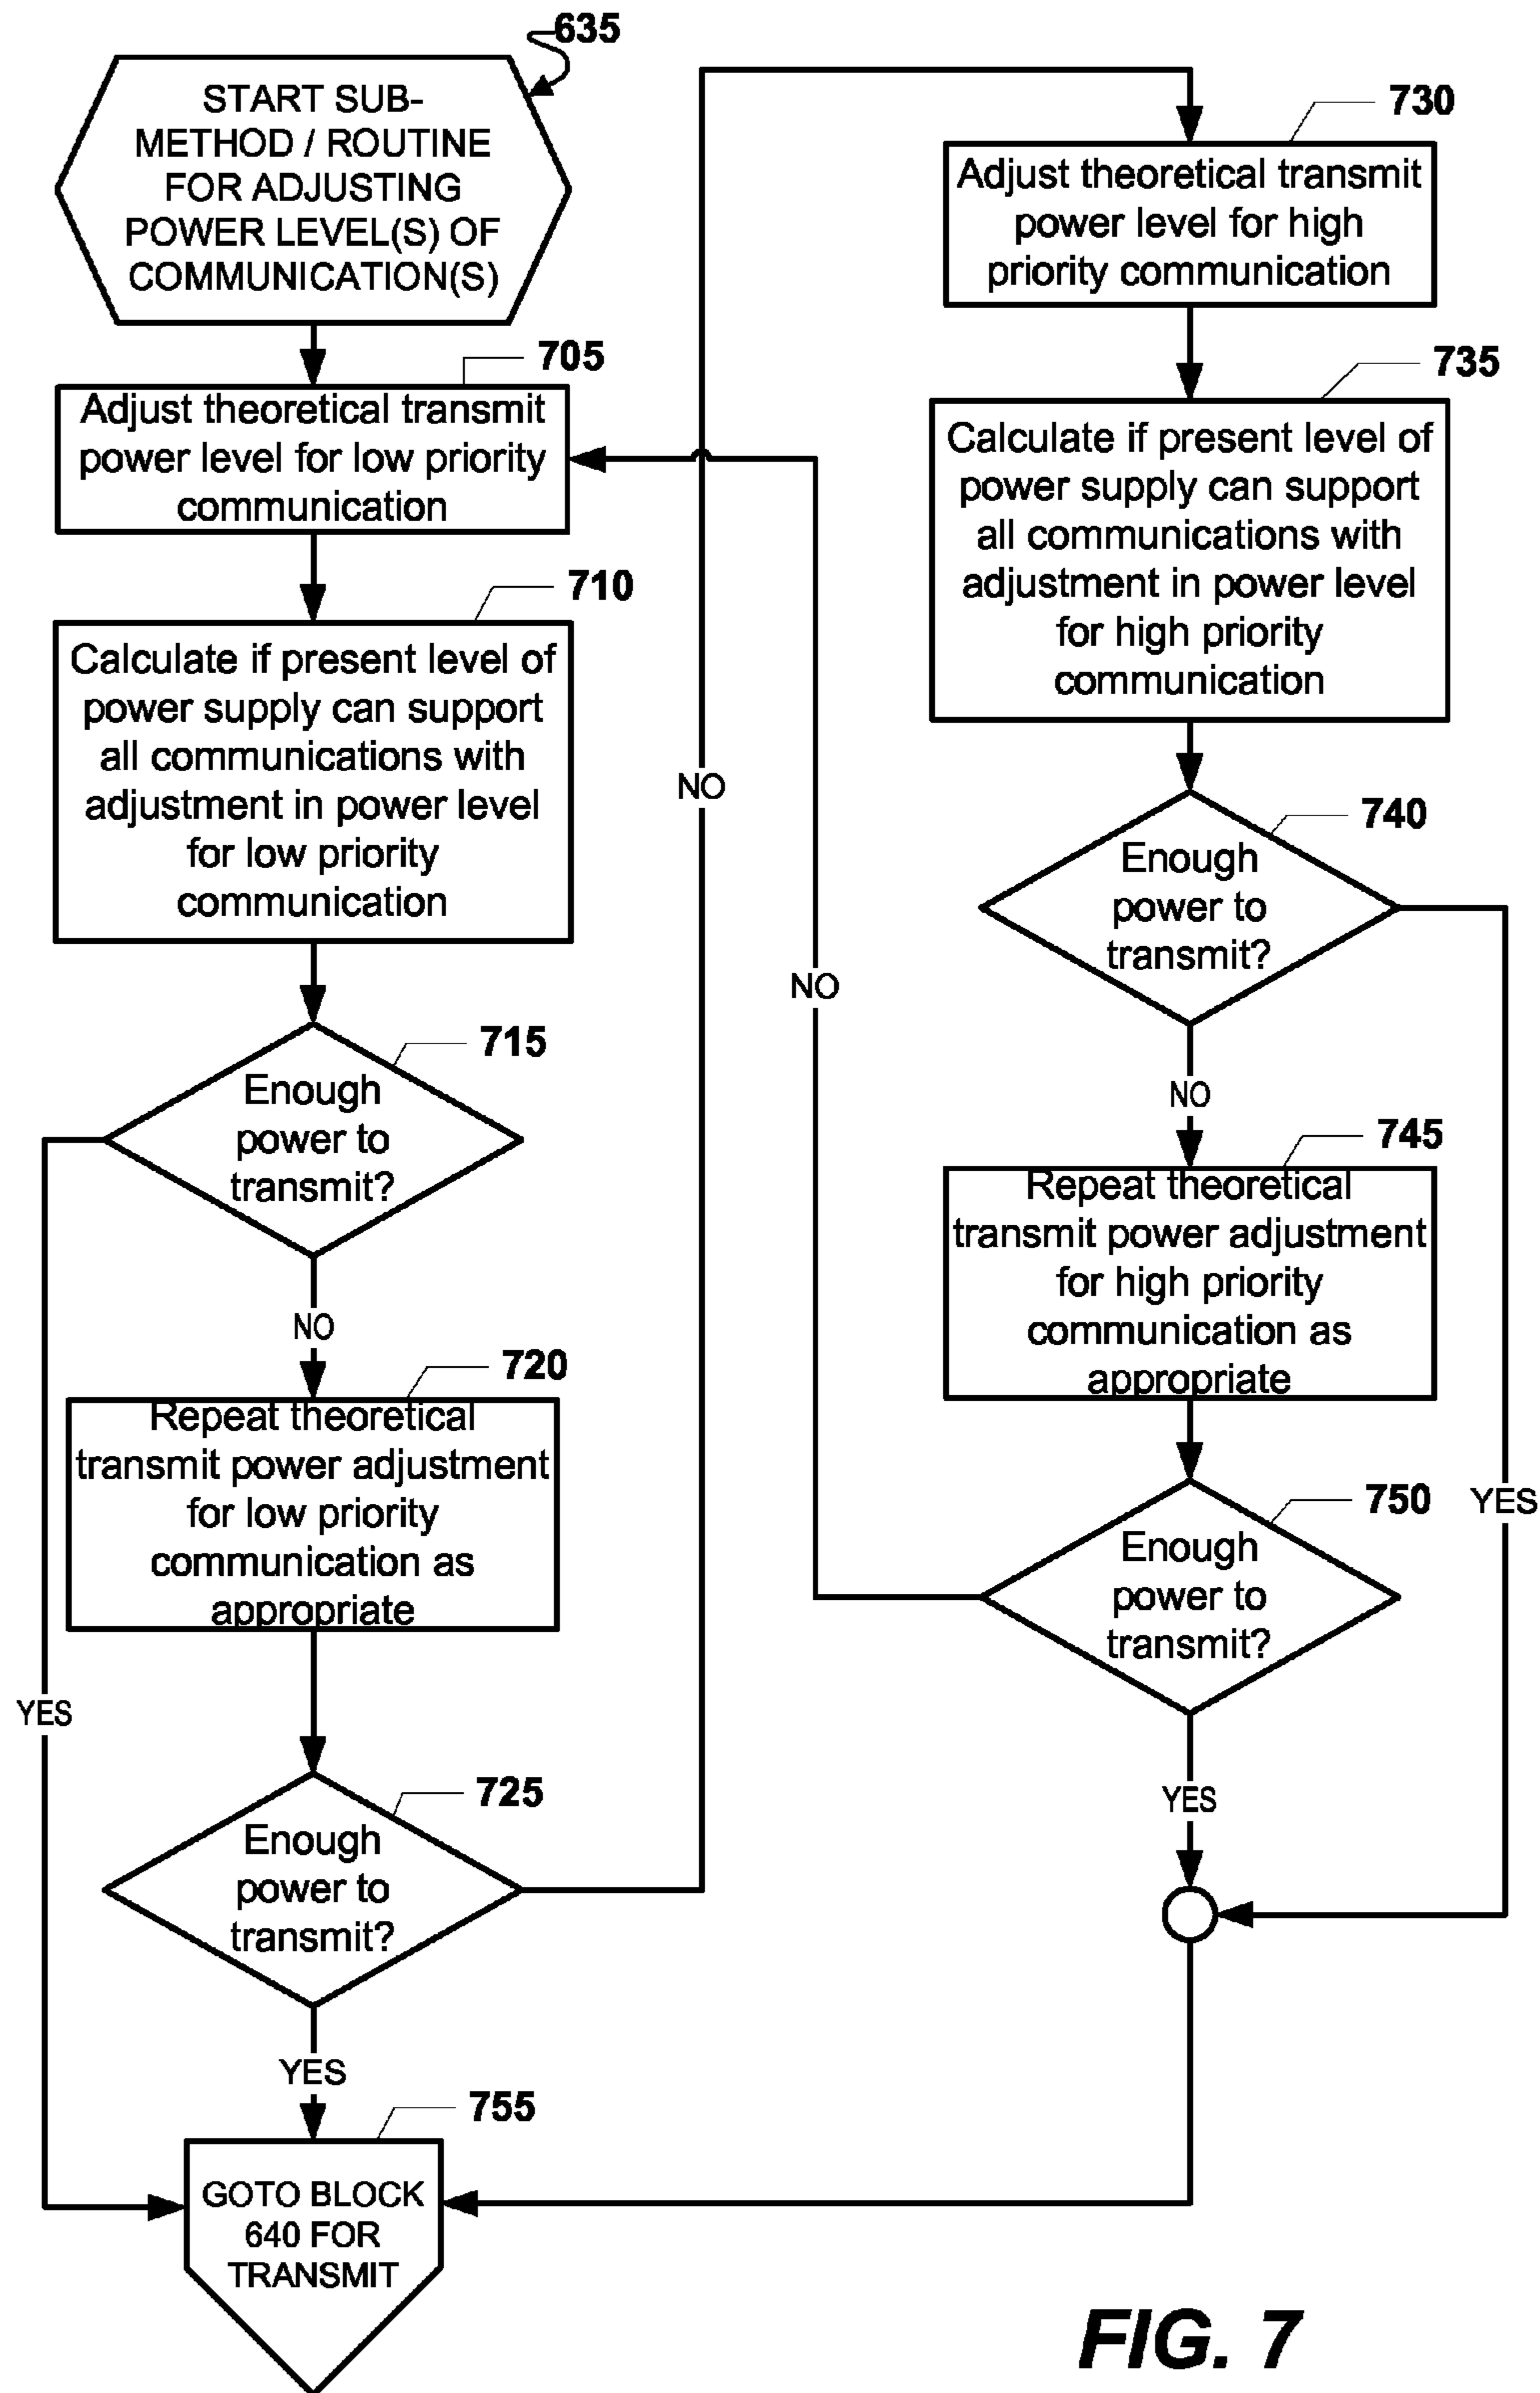 635
START SUB-
METHOD / ROUTINE
FOR ADJUSTING
POWER LEVEL(S) OF
COMMUNICATION(S)
705
Adjust theoretical transmit
power level for low priority
communication
710
Calculate if present level of
power supply can support
all communications with
adjustment in power level
for low priority
communication
715
Enough
power to
transmit?
YES
NO
720
Repeat theoretical
transmit power adjustment
for low priority
communication as
appropriate
725
Enough
power to
transmit?
NO
YES
730
Adjust theoretical transmit
power level for high
priority communication
735
Calculate if present level of
power supply can support
all communications with
adjustment in power level
for high priority
communication
740
Enough
power to
transmit?
YES
NO
745
Repeat theoretical
transmit power adjustment
for high priority
communication as
appropriate
750
Enough
power to
transmit?
NO
YES
755
GOTO BLOCK
640 FOR
TRANSMIT
FIG. 7